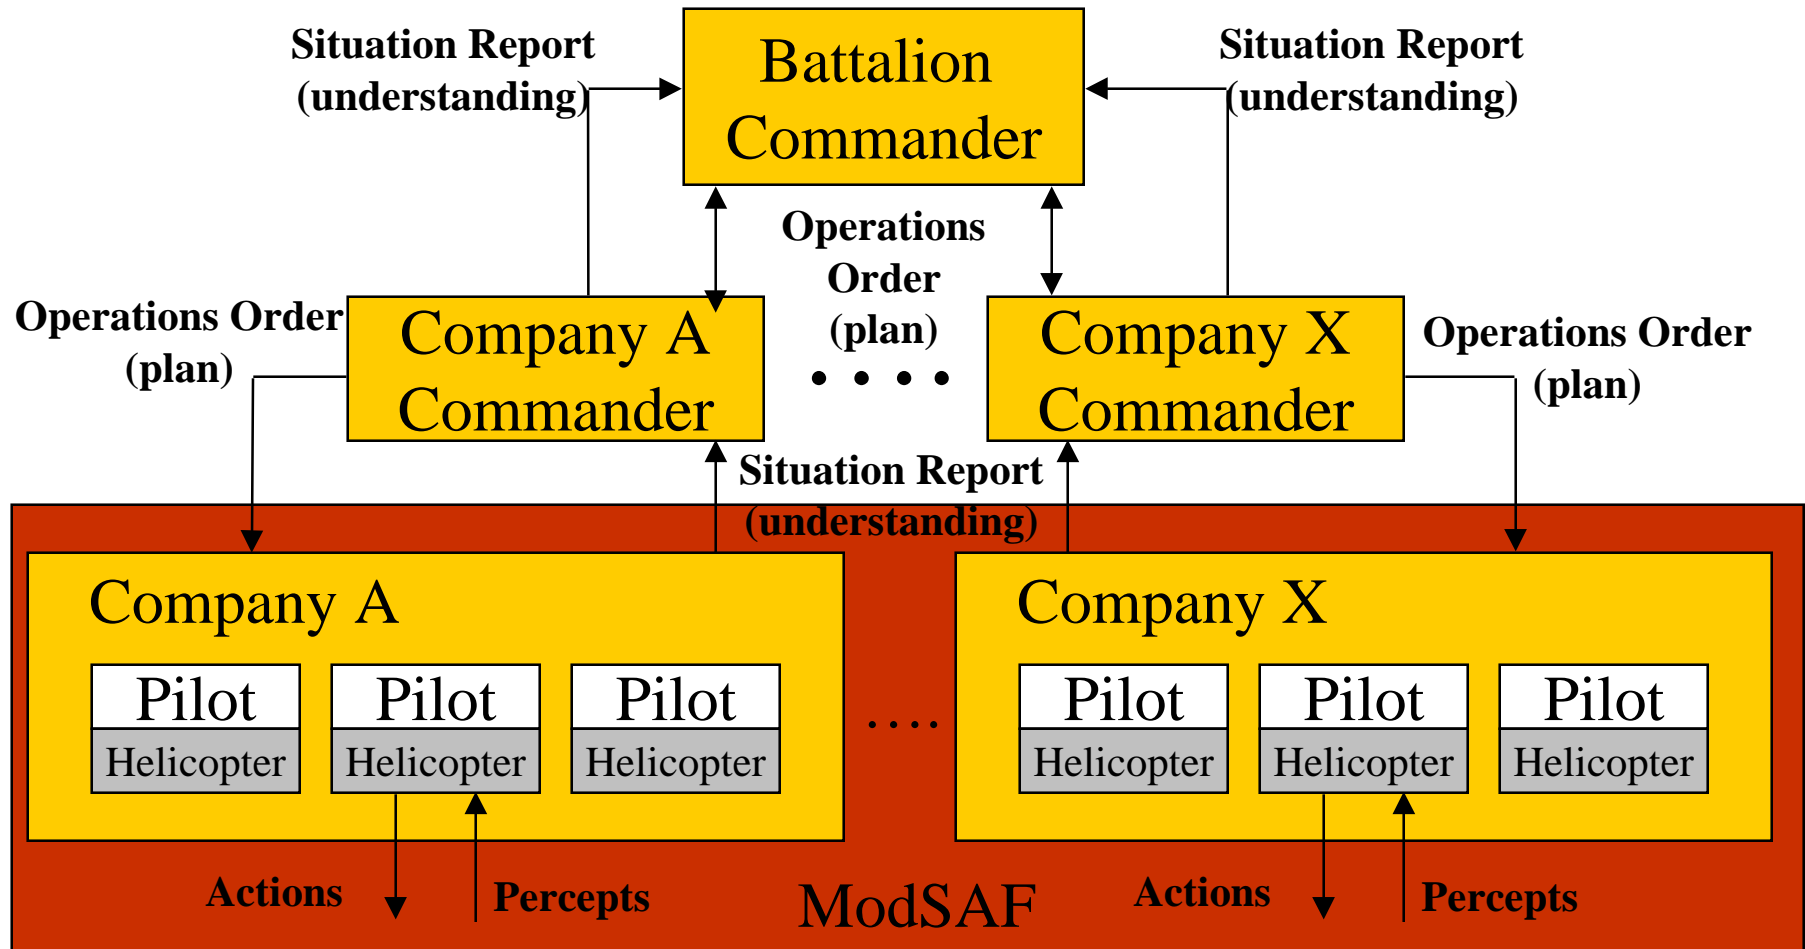 Situation Report
(understanding)
Battalion
Commander
Situation Report
(understanding)
Operations
Order
(plan)
Operations Order
(plan)
Company A
Commander
• • • •
Company X
Commander
Operations Order
(plan)
Situation Report
(understanding)
Company A
Pilot
Helicopter
Pilot
Helicopter
Pilot
Helicopter
....
Company X
Pilot
Helicopter
Pilot
Helicopter
Pilot
Helicopter
Actions
Percepts
ModSAF
Actions
Percepts